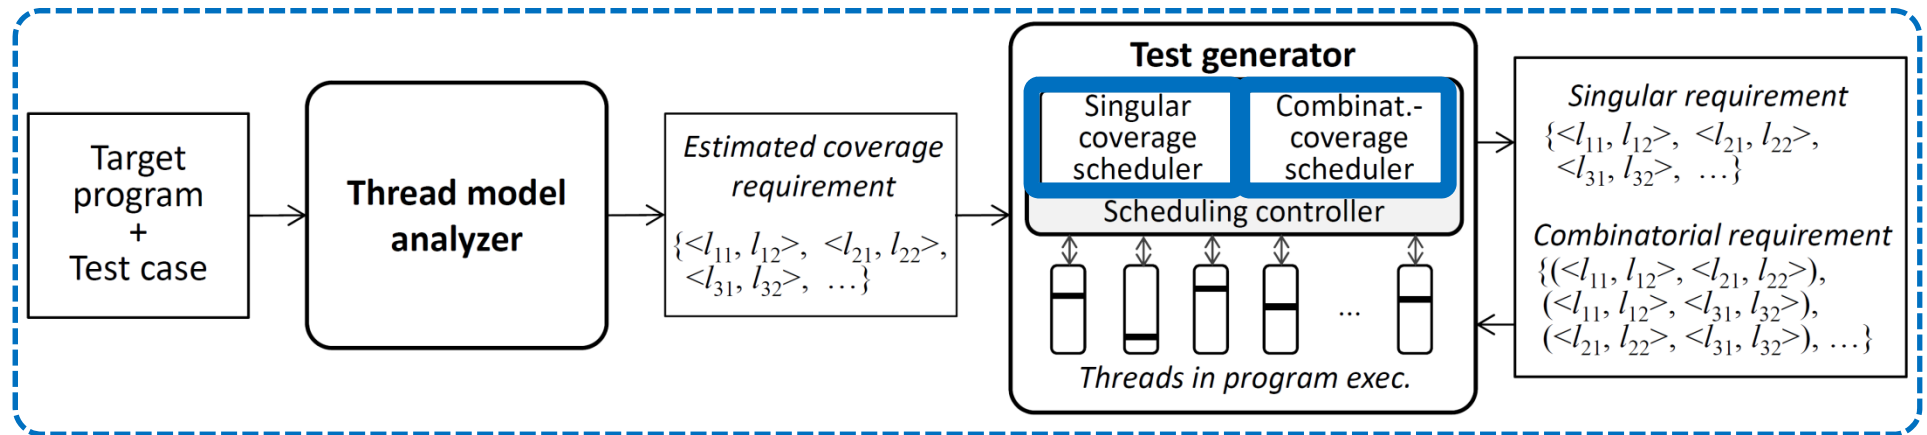 Target
program
+
Test case
Thread model
analyzer
Estimated coverage
requirement
{<l₁₁, l₁₂>, <l₂₁, l₂₂>,
<l₃₁, l₃₂>, ...}
Test generator
Singular
coverage
scheduler
Combinat.-
coverage
scheduler
Scheduling controller
...
Threads in program exec.
Singular requirement
{<l₁₁, l₁₂>, <l₂₁, l₂₂>,
<l₃₁, l₃₂>, ...}
Combinatorial requirement
{(<l₁₁, l₁₂>, <l₂₁, l₂₂>),
(<l₁₁, l₁₂>, <l₃₁, l₃₂>),
(<l₂₁, l₂₂>, <l₃₁, l₃₂>), ...}